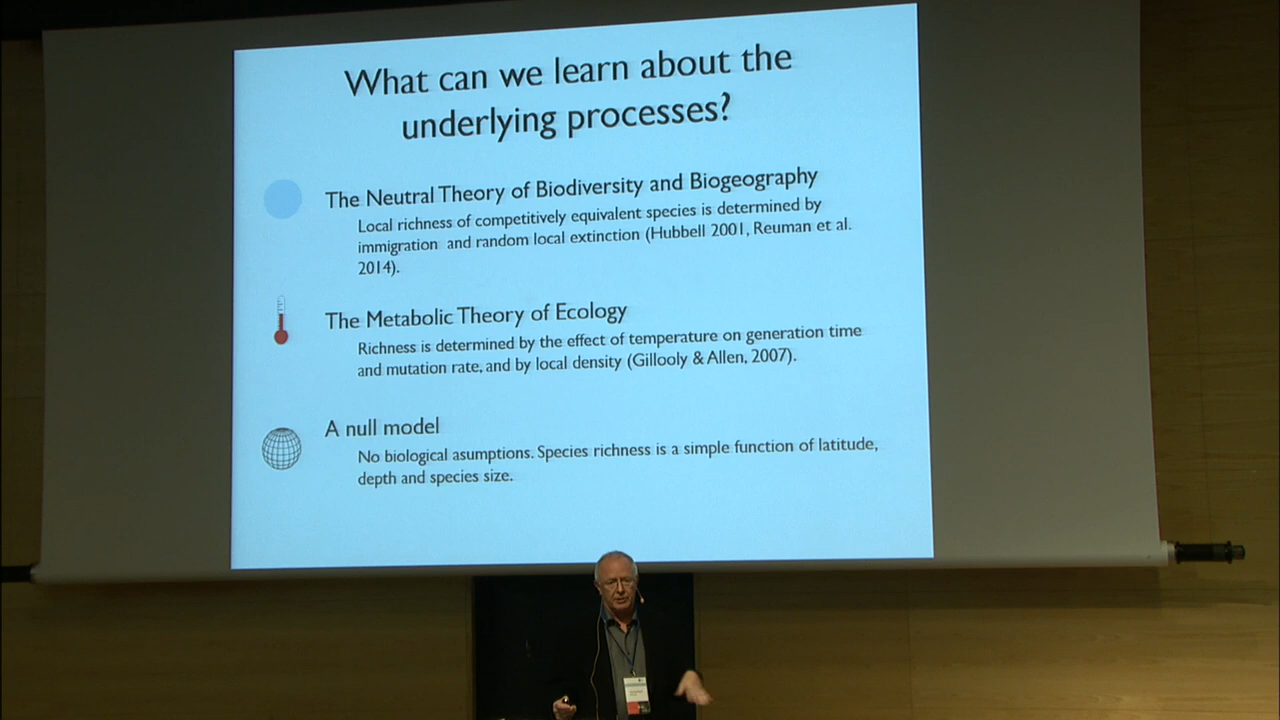 What can we learn about the
underlying processes?
The Neutral Theory of Biodiversity and Biogeography
Local richness of competitively equivalent species is determined by
immigration and random local extinction (Hubbell 2001, Reuman et al.
2014).
The Metabolic Theory of Ecology
Richness is determined by the effect of temperature on generation time
and mutation rate, and by local density (Gillooly & Allen, 2007).
A null model
No biological asumptions. Species richness is a simple function of latitude,
depth and species size.